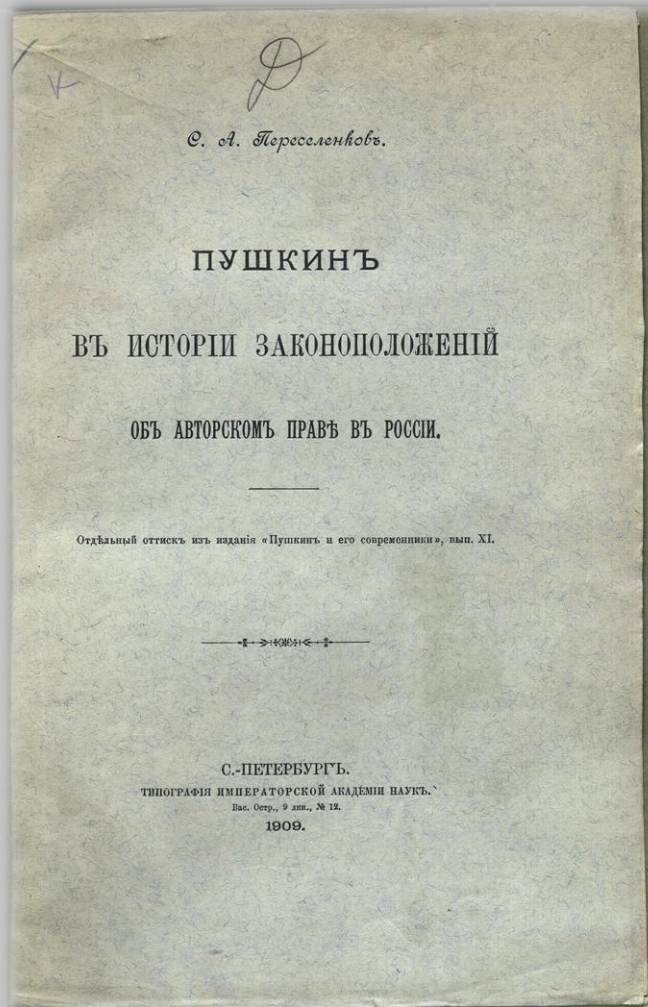 Д
С. А. Переселенковъ.
ПУШКИНЪ
ВЪ ИСТОРІИ ЗАКОНОПОЛОЖЕНІЙ
ОБЪ АВТОРСКОМЪ ПРАВѢ ВЪ РОССІИ.
Отдѣльный оттискъ изъ изданія «Пушкинъ и его современники», вып. XI.
С.-ПЕТЕРБУРГЪ.
ТИПОГРАФІЯ ИМПЕРАТОРСКОЙ АКАДЕМІИ НАУКЪ.
Вас. Остр., 9 лин., № 12.
1909.